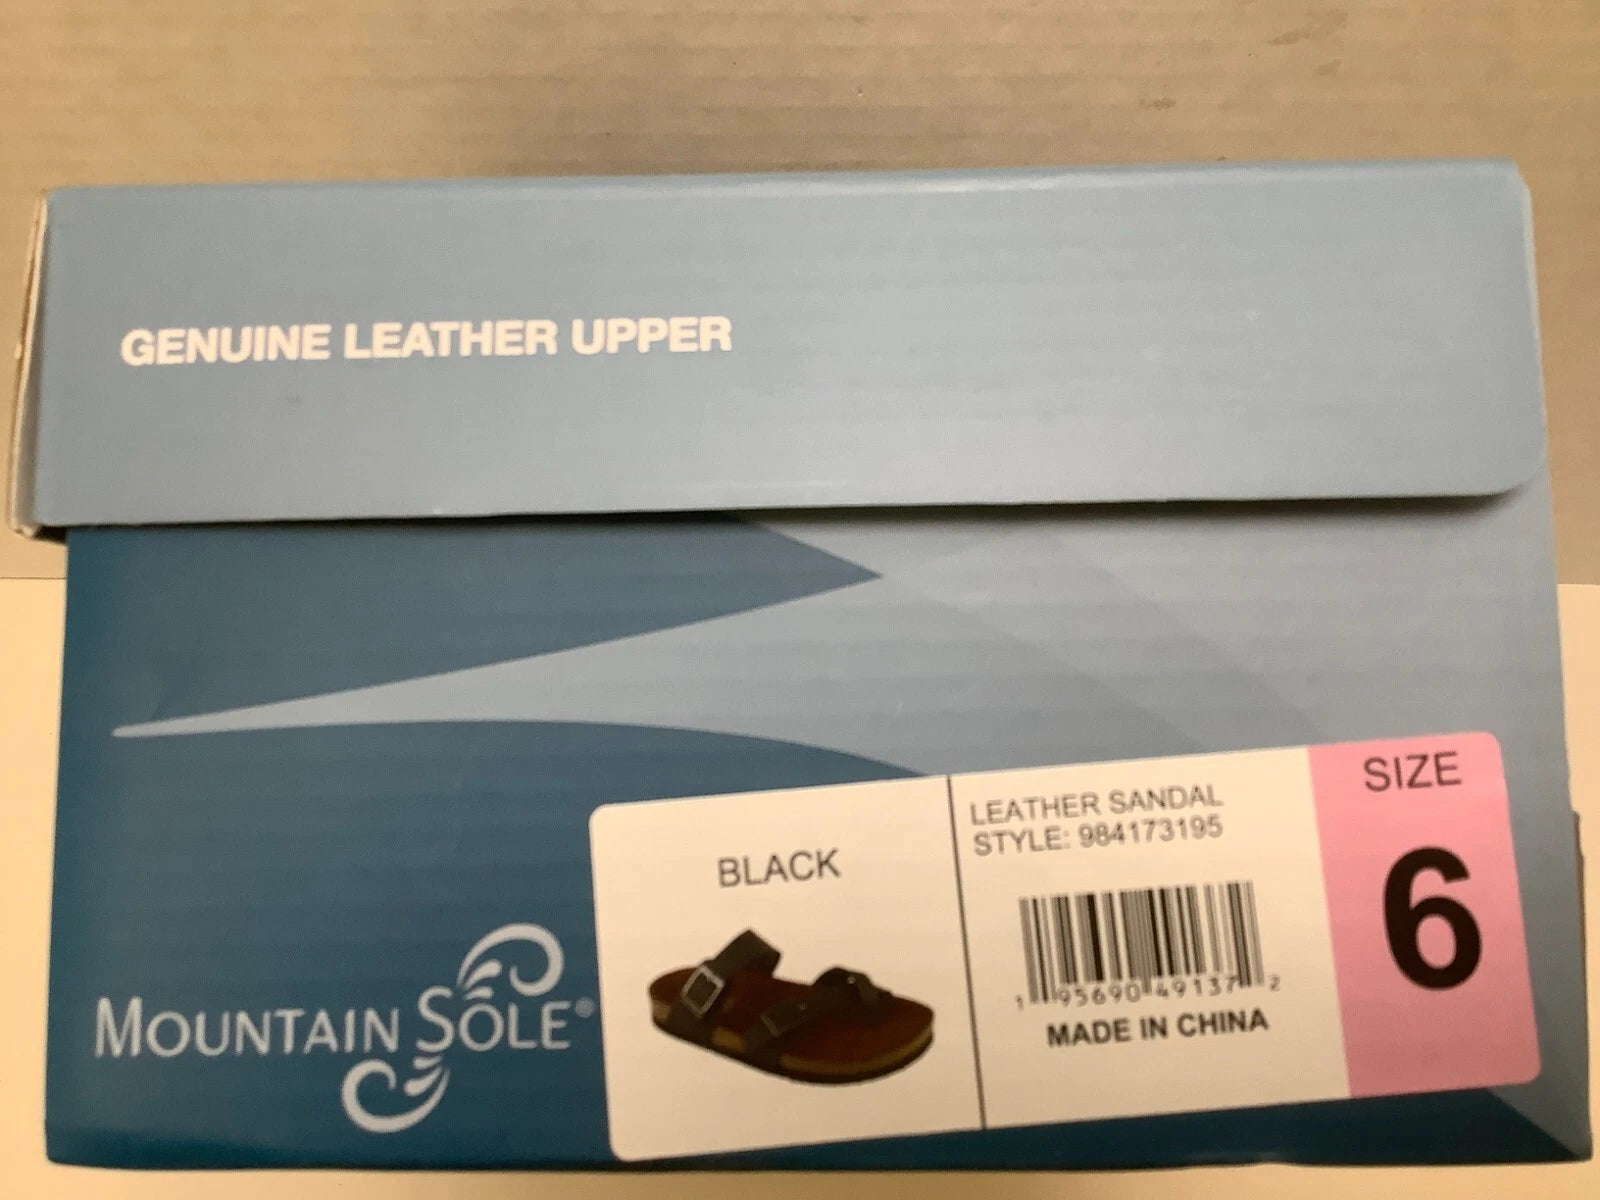 GENUINE LEATHER UPPER
MOUNTAIN SOLE®
BLACK
LEATHER SANDAL
STYLE: 984173195
1 95690 49137 2
MADE IN CHINA
SIZE
6